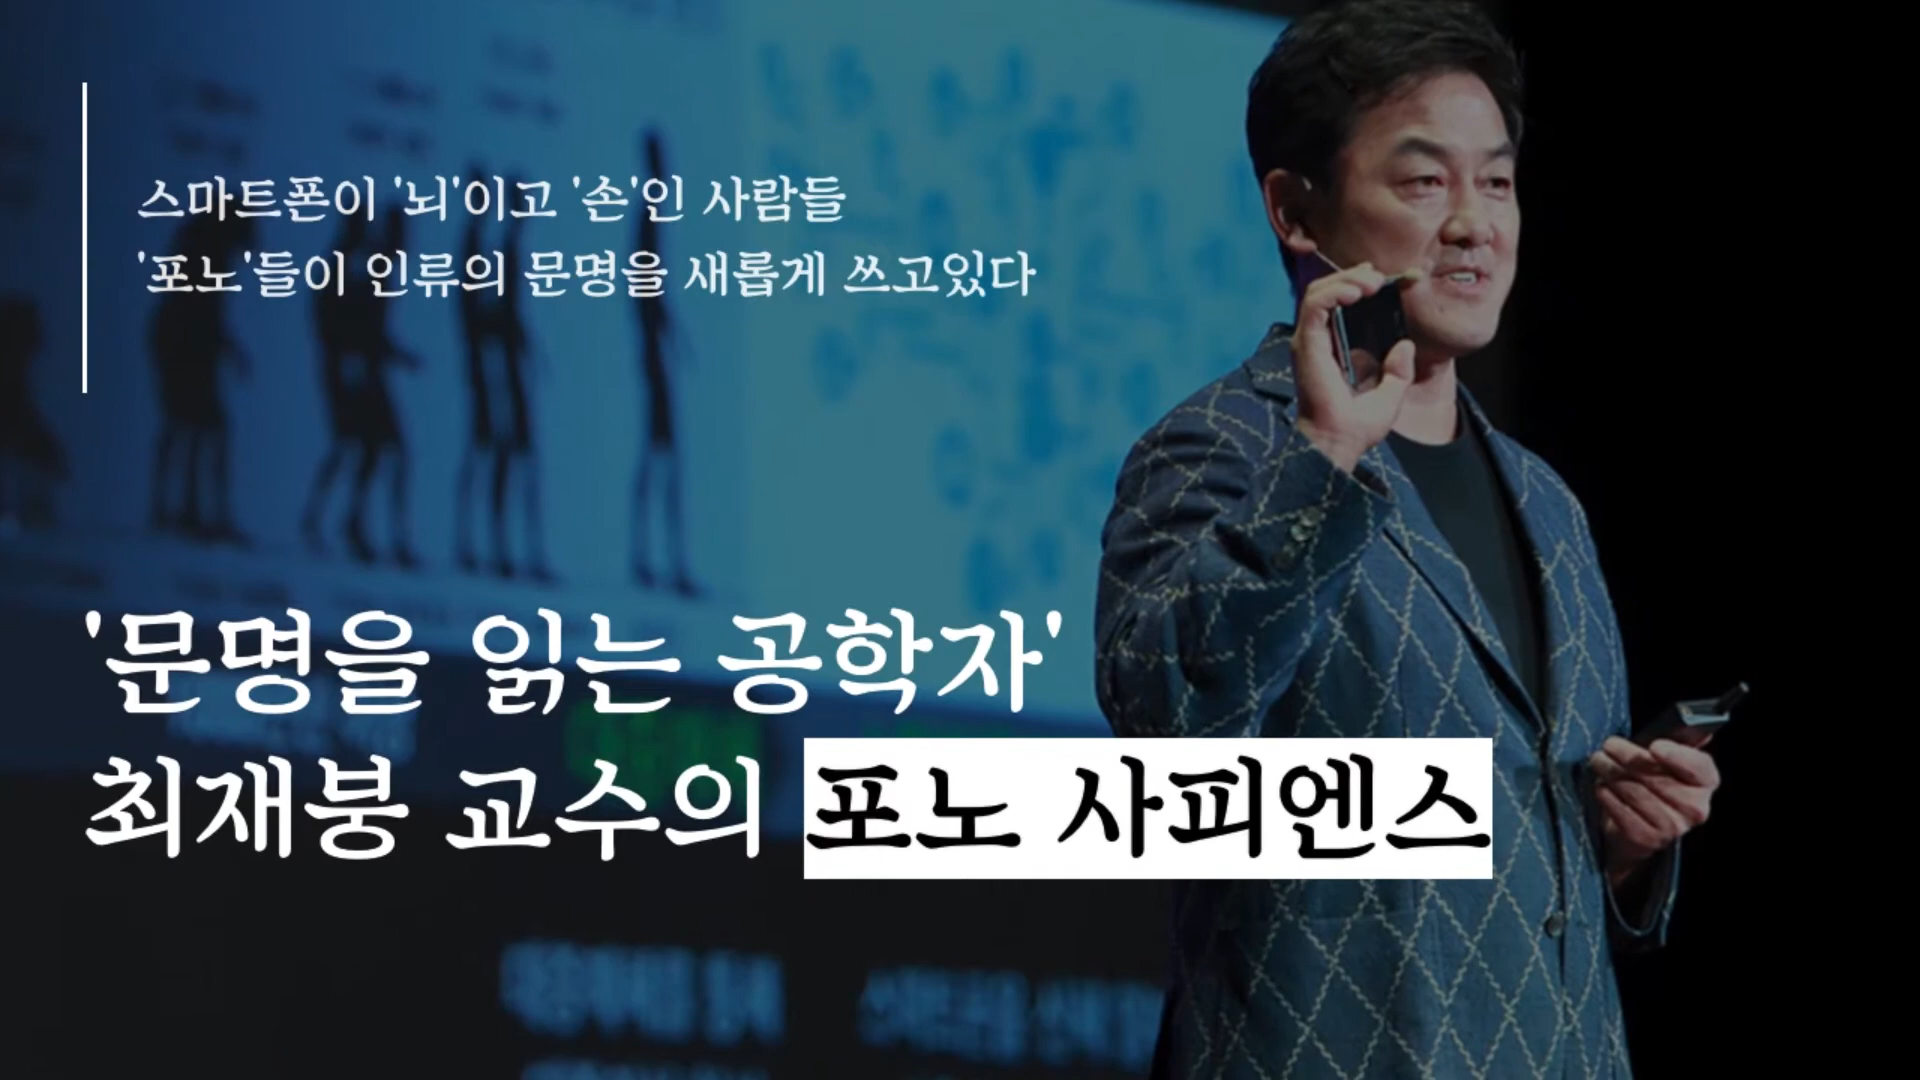 스마트폰이 '뇌'이고 '손'인 사람들
'포노'들이 인류의 문명을 새롭게 쓰고있다
'문명을 읽는 공학자'
최재붕 교수의 포노 사피엔스